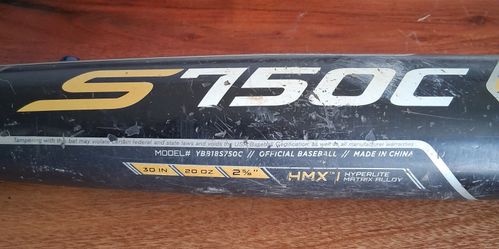 S750C
Tampering with this bat may violate certain federal and state laws and voids the USA Baseball Certification as well as all manufacturer warranties
MODEL# YBB18S750C // OFFICIAL BASEBALL // MADE IN CHINA
30 IN 20 OZ 2⅝" HMX™ HYPERLITE
MATRIX ALLOY